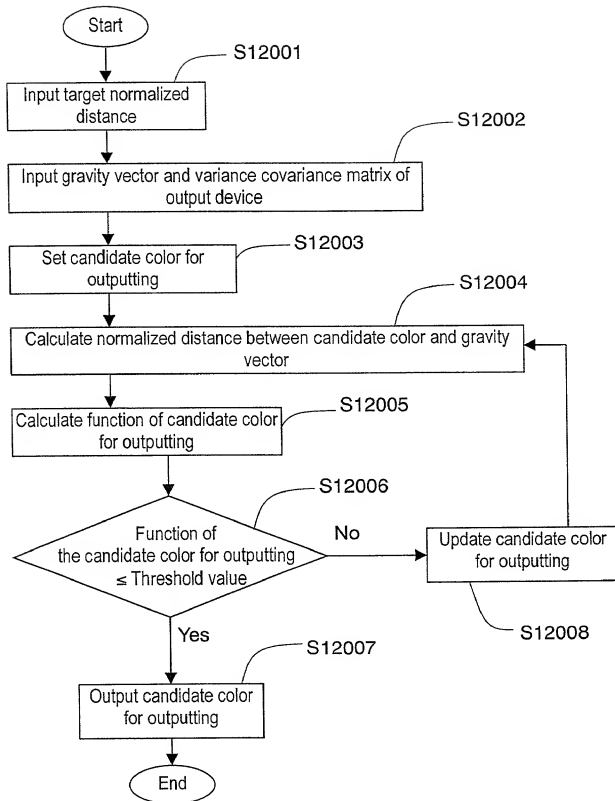 Start
S12001
Input target normalized
distance
S12002
Input gravity vector and variance covariance matrix of
output device
S12003
Set candidate color for
outputting
S12004
Calculate normalized distance between candidate color and gravity
vector
S12005
Calculate function of candidate color
for outputting
S12006
Function of
the candidate color for outputting
≤ Threshold value
No
Update candidate color
for outputting
S12008
Yes
S12007
Output candidate color
for outputting
End